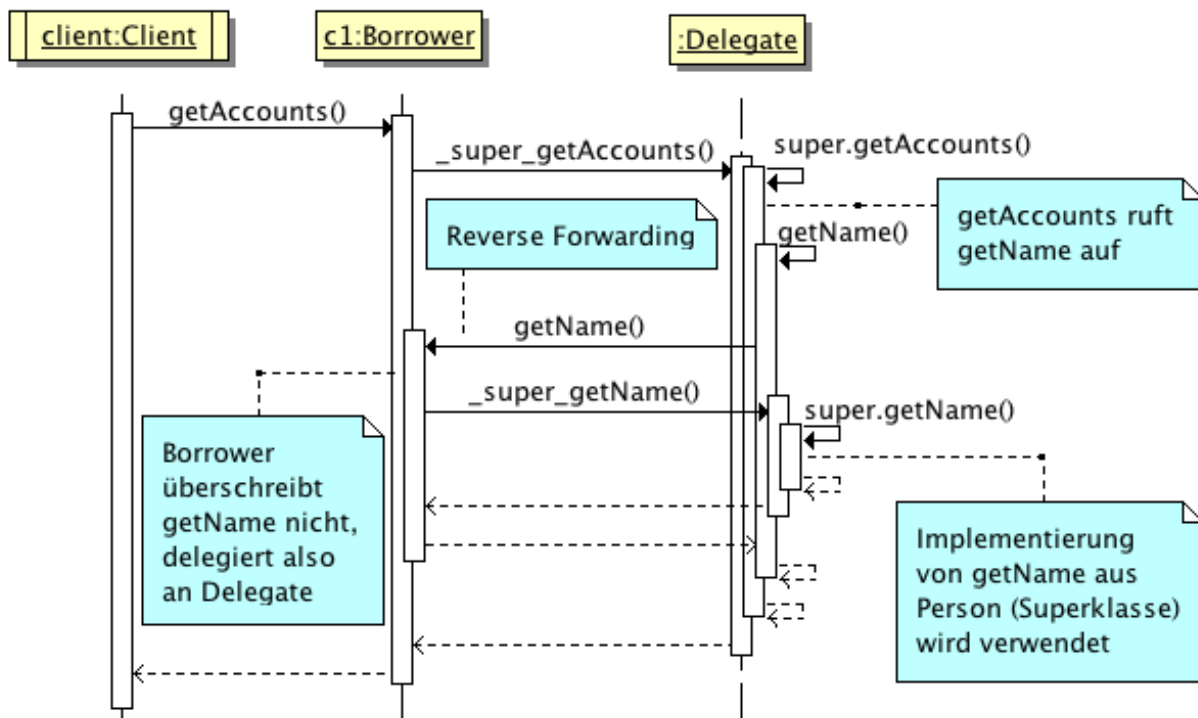 client:Client
c1:Borrower
:Delegate
getAccounts()
_super_getAccounts()
super.getAccounts()
getAccounts ruft
getName auf
Reverse Forwarding
getName()
getName()
_super_getName()
super.getName()
Borrower
überschreibt
getName nicht,
delegiert also
an Delegate
Implementierung
von getName aus
Person (Superklasse)
wird verwendet